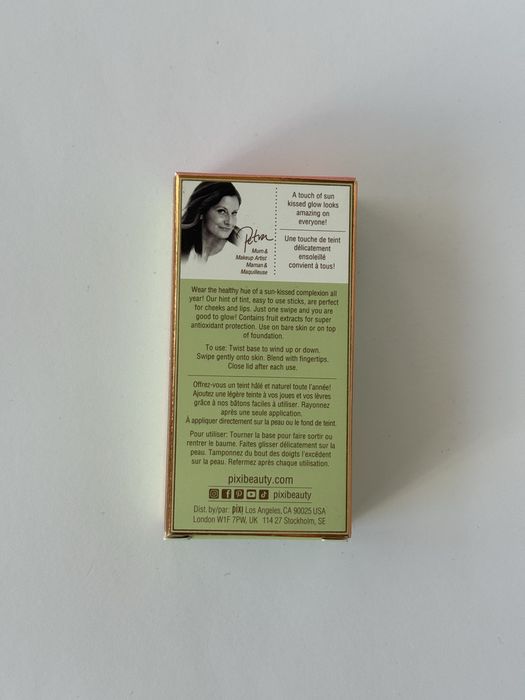 A touch of sun
kissed glow looks
amazing on
everyone!
Petra
Mum &
Makeup Artist
Maman &
Maquilleuse
Une touche de teint
délicatement
ensoleillé
convient à tous!
Wear the healthy hue of a sun-kissed complexion all
year! Our hint of tint, easy to use sticks, are perfect
for cheeks and lips. Just one swipe and you are
good to glow! Contains fruit extracts for super
antioxidant protection. Use on bare skin or on top
of foundation.
To use: Twist base to wind up or down.
Swipe gently onto skin. Blend with fingertips.
Close lid after each use.
Offrez-vous un teint hâlé et naturel toute l'année!
Ajoutez une légère teinte à vos joues et vos lèvres
grâce à nos bâtons faciles à utiliser. Rayonnez
après une seule application.
À appliquer directement sur la peau ou le fond de teint.
Pour utiliser: Tourner la base pour faire sortir ou
rentrer le baume. Faites glisser délicatement sur la
peau. Tamponnez du bout des doigts l'excédent
sur la peau. Refermez après chaque utilisation.
pixibeauty.com
pixibeauty
Dist. by/par: pixi Los Angeles, CA 90025 USA
London W1F 7PW, UK 114 27 Stockholm, SE